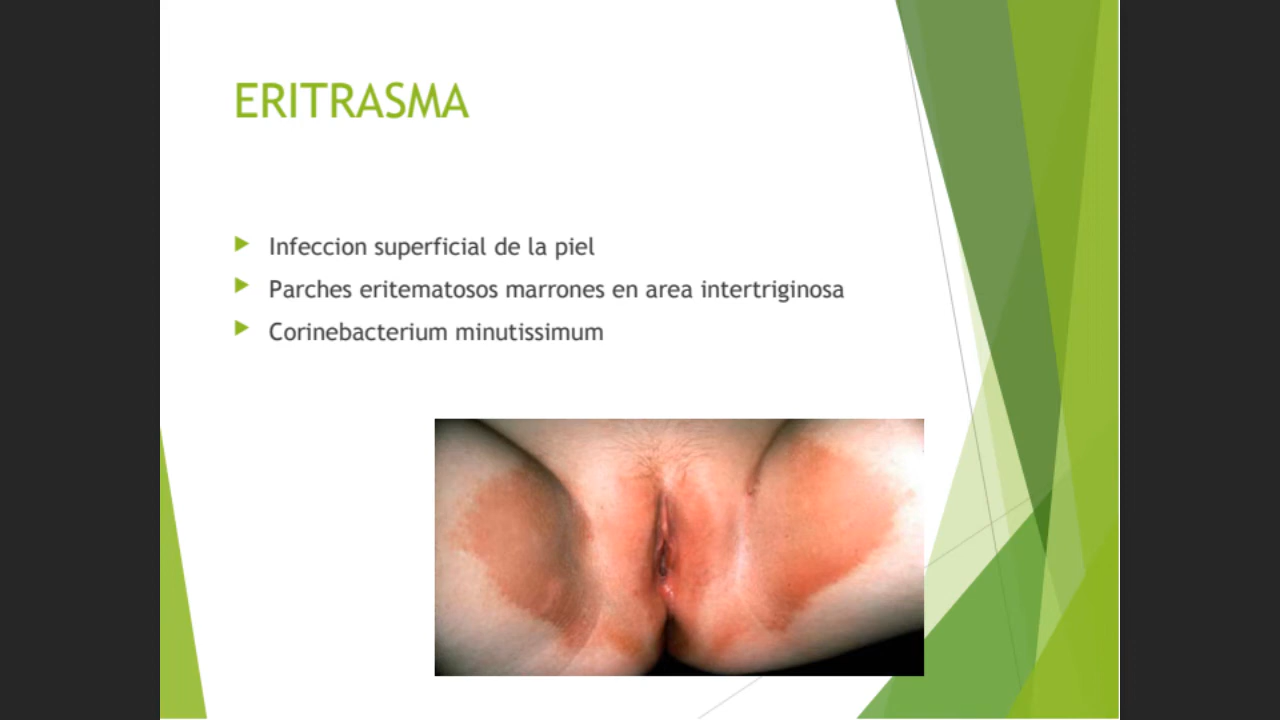 ERITRASMA
Infeccion superficial de la piel
Parches eritematosos marrones en area intertriginosa
Corinebacterium minutissimum